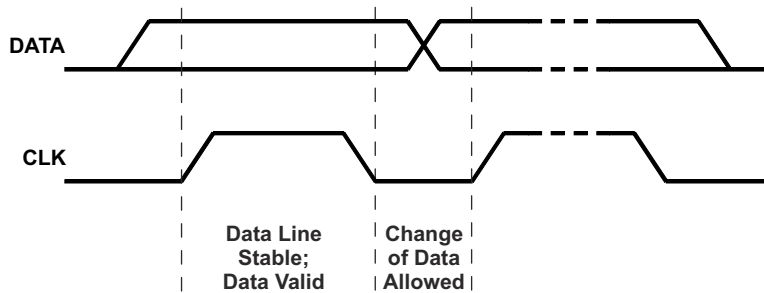 DATA
CLK
Data Line
Stable;
Data Valid
Change
of Data
Allowed